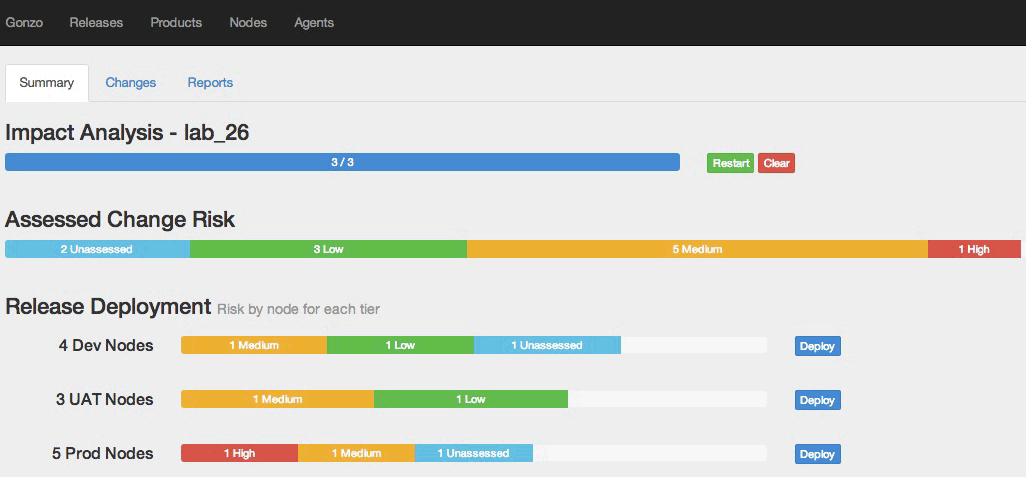 Gonzo Releases Products Nodes Agents
Summary Changes Reports
Impact Analysis - lab_26
3 / 3 Restart Clear
Assessed Change Risk
2 Unassessed 3 Low 5 Medium 1 High
Release Deployment Risk by node for each tier
4 Dev Nodes 1 Medium 1 Low 1 Unassessed Deploy
3 UAT Nodes 1 Medium 1 Low Deploy
5 Prod Nodes 1 High 1 Medium 1 Unassessed Deploy